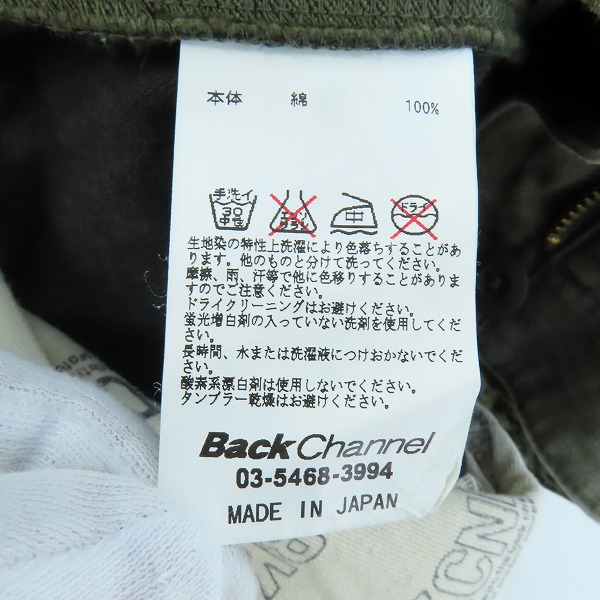 本体 綿 100%
手洗イ
30
中性
エンソ
サラシ
中
ドライ
生地染の特性上洗濯により色落ちすることがあ
ります。他のものと分けて洗ってください。
摩擦、雨、汗等で他に色移りすることがありま
すのでご注意ください。
ドライクリーニングはお避けください。
蛍光増白剤の入っていない洗剤を使用してくだ
さい。
長時間、水または洗濯液につけおかないでくだ
さい。
酸素系漂白剤は使用しないでください。
タンブラー乾燥はお避けください。
Back Channel
03-5468-3994
MADE IN JAPAN